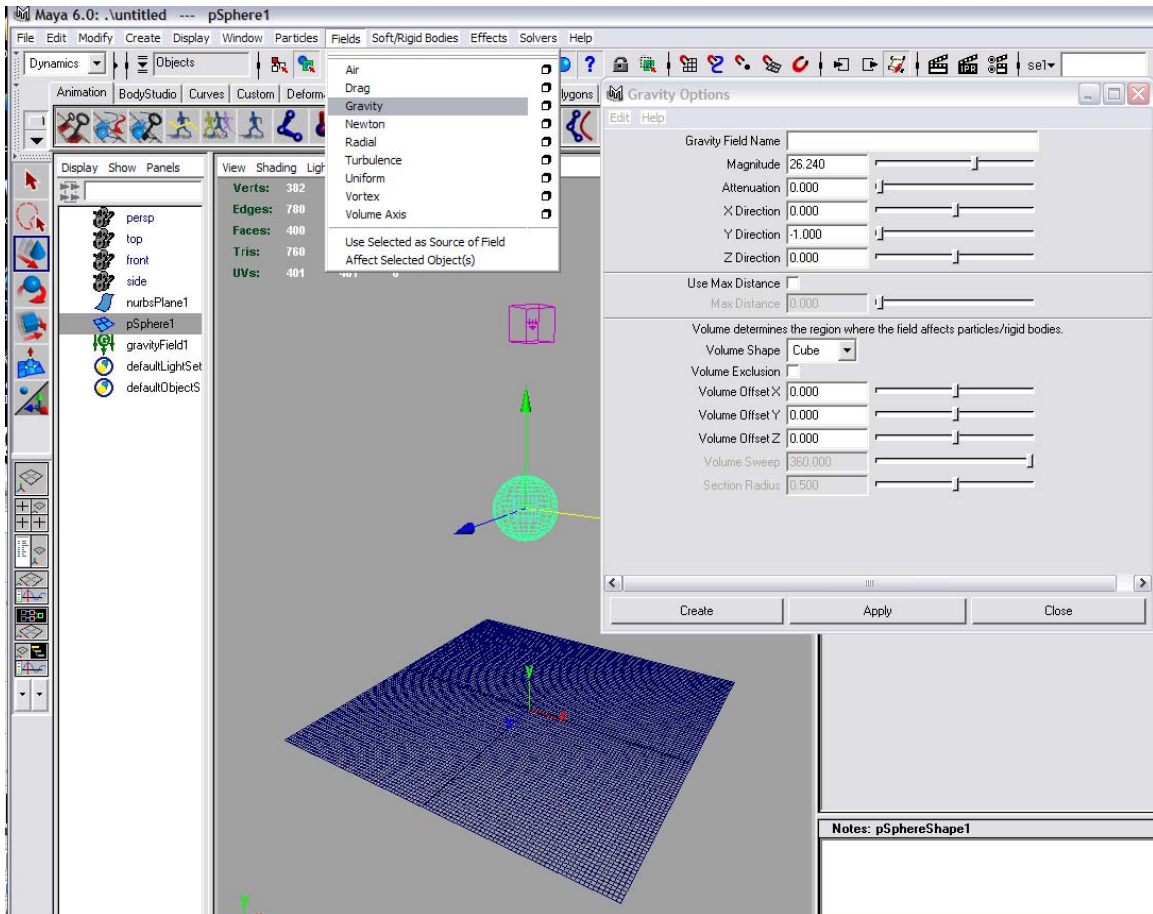 Maya 6.0: .\untitled --- pSphere1
File Edit Modify Create Display Window Particles Fields Soft/Rigid Bodies Effects Solvers Help
Dynamics Objects sel
Animation BodyStudio Curves Custom Deform
Air
Drag
Gravity
Newton
Radial
Turbulence
Uniform
Vortex
Volume Axis
Use Selected as Source of Field
Affect Selected Object(s)
Display Show Panels
persp
top
front
side
nurbsPlane1
pSphere1
gravityField1
defaultLightSet
defaultObjectS
View Shading Ligh
Verts: 382
Edges: 780
Faces: 400
Tris: 760
UVs: 401 401 0
y
x
y
Gravity Options
Edit Help
Gravity Field Name
Magnitude 26.240
Attenuation 0.000
X Direction 0.000
Y Direction -1.000
Z Direction 0.000
Use Max Distance
Max Distance 0.000
Volume determines the region where the field affects particles/rigid bodies.
Volume Shape Cube
Volume Exclusion
Volume Offset X 0.000
Volume Offset Y 0.000
Volume Offset Z 0.000
Volume Sweep 360.000
Section Radius 0.500
Create Apply Close
Notes: pSphereShape1